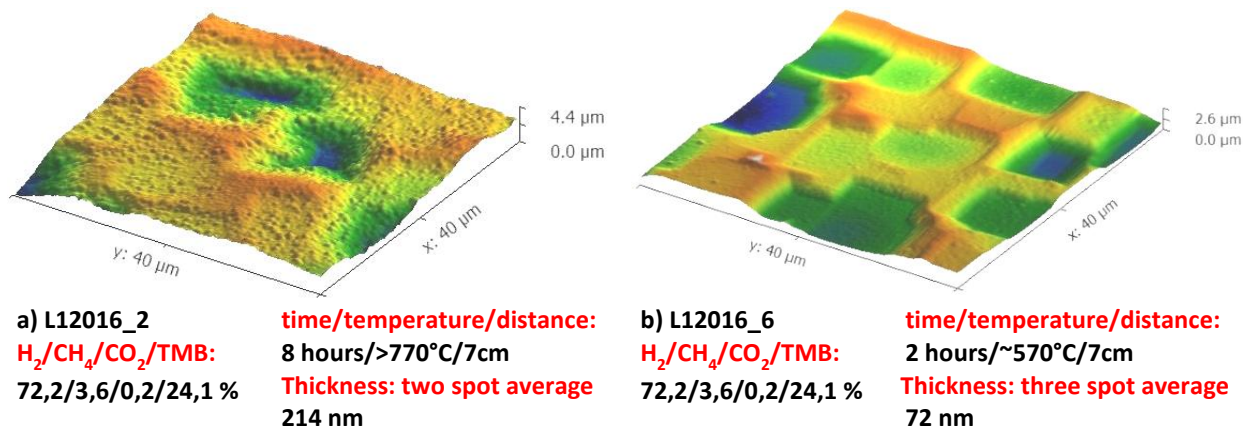 4.4 µm
0.0 µm
x: 40 µm
y: 40 µm
2.6 µm
0.0 µm
x: 40 µm
y: 40 µm
a) L12016_2
H₂/CH₄/CO₂/TMB:
72,2/3,6/0,2/24,1 %
time/temperature/distance:
8 hours/>770°C/7cm
Thickness: two spot average
214 nm
b) L12016_6
H₂/CH₄/CO₂/TMB:
72,2/3,6/0,2/24,1 %
time/temperature/distance:
2 hours/~570°C/7cm
Thickness: three spot average
72 nm